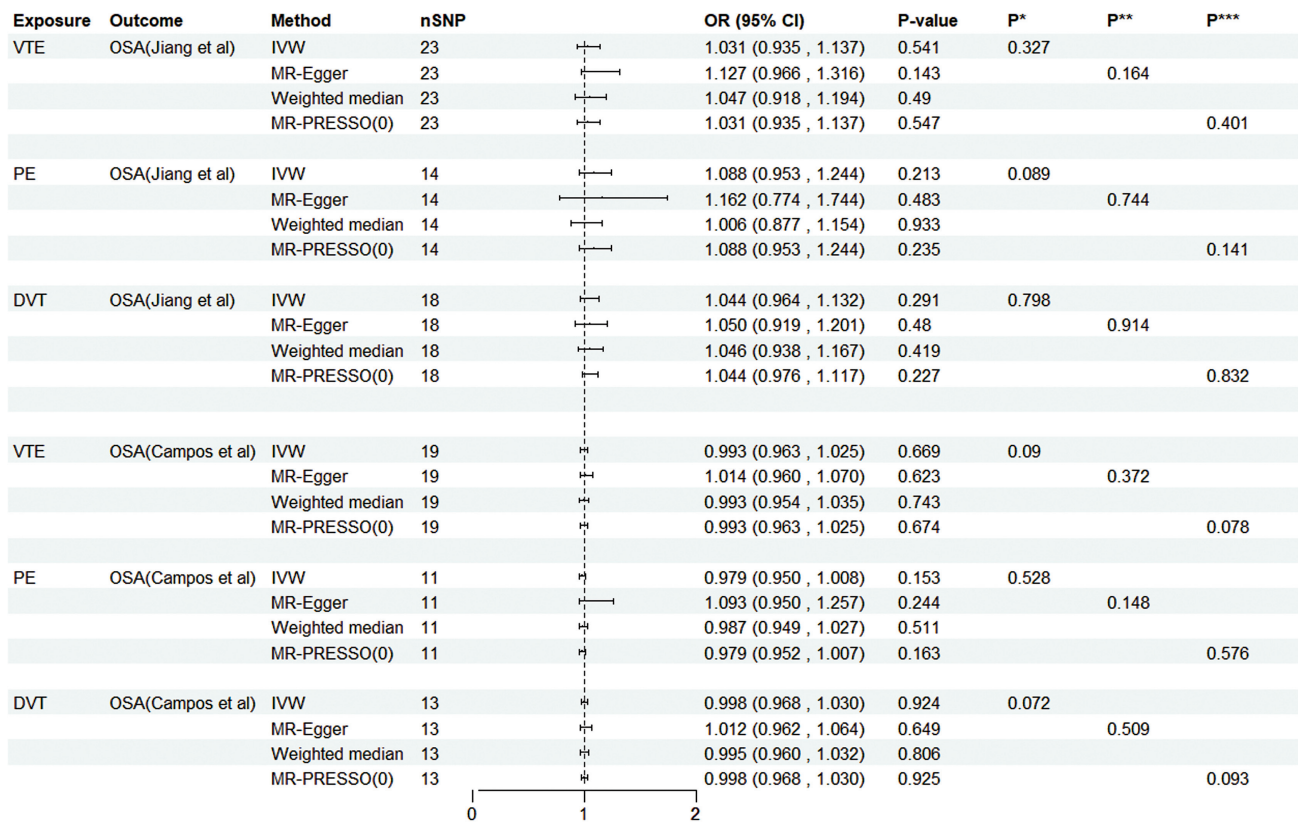 Exposure Outcome Method nSNP OR (95% CI) P-value P* P** P***
VTE OSA(Jiang et al) IVW 23 1.031 (0.935 , 1.137) 0.541 0.327
MR-Egger 23 1.127 (0.966 , 1.316) 0.143 0.164
Weighted median 23 1.047 (0.918 , 1.194) 0.49
MR-PRESSO(0) 23 1.031 (0.935 , 1.137) 0.547 0.401
PE OSA(Jiang et al) IVW 14 1.088 (0.953 , 1.244) 0.213 0.089
MR-Egger 14 1.162 (0.774 , 1.744) 0.483 0.744
Weighted median 14 1.006 (0.877 , 1.154) 0.933
MR-PRESSO(0) 14 1.088 (0.953 , 1.244) 0.235 0.141
DVT OSA(Jiang et al) IVW 18 1.044 (0.964 , 1.132) 0.291 0.798
MR-Egger 18 1.050 (0.919 , 1.201) 0.48 0.914
Weighted median 18 1.046 (0.938 , 1.167) 0.419
MR-PRESSO(0) 18 1.044 (0.976 , 1.117) 0.227 0.832
VTE OSA(Campos et al) IVW 19 0.993 (0.963 , 1.025) 0.669 0.09
MR-Egger 19 1.014 (0.960 , 1.070) 0.623 0.372
Weighted median 19 0.993 (0.954 , 1.035) 0.743
MR-PRESSO(0) 19 0.993 (0.963 , 1.025) 0.674 0.078
PE OSA(Campos et al) IVW 11 0.979 (0.950 , 1.008) 0.153 0.528
MR-Egger 11 1.093 (0.950 , 1.257) 0.244 0.148
Weighted median 11 0.987 (0.949 , 1.027) 0.511
MR-PRESSO(0) 11 0.979 (0.952 , 1.007) 0.163 0.576
DVT OSA(Campos et al) IVW 13 0.998 (0.968 , 1.030) 0.924 0.072
MR-Egger 13 1.012 (0.962 , 1.064) 0.649 0.509
Weighted median 13 0.995 (0.960 , 1.032) 0.806
MR-PRESSO(0) 13 0.998 (0.968 , 1.030) 0.925 0.093
0 1 2